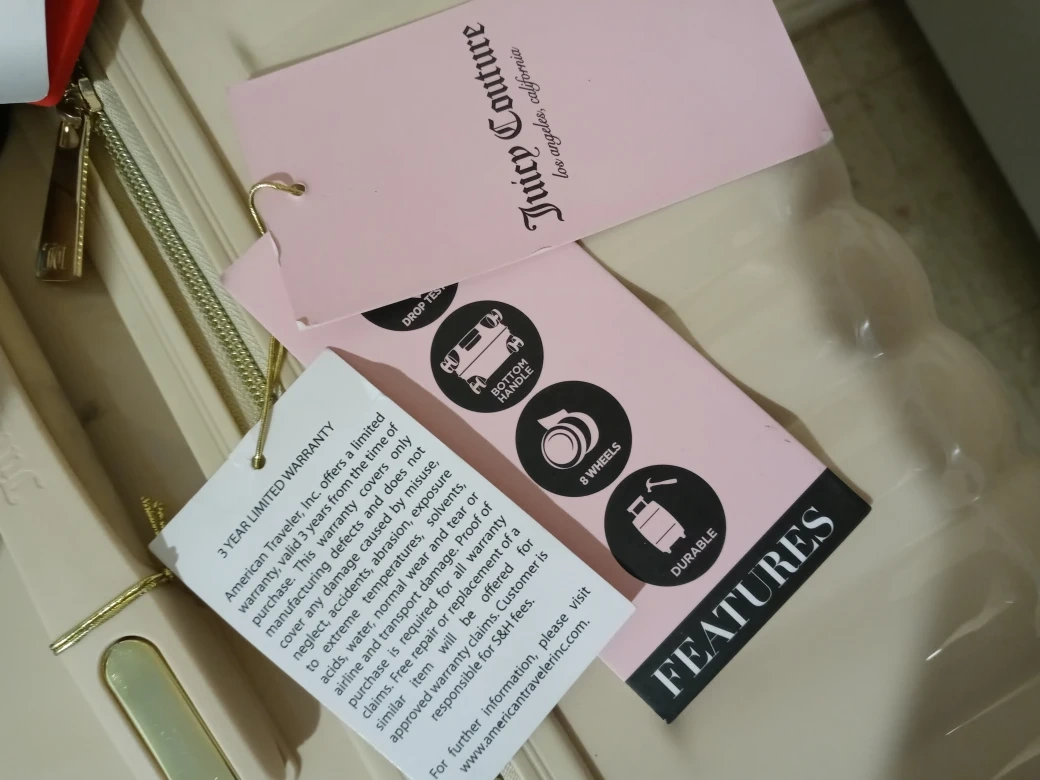 Juicy Couture
los angeles, california
DROP TEST
BOTTOM
HANDLE
8 WHEELS
DURABLE
FEATURES
3 YEAR LIMITED WARRANTY
American Traveler, Inc. offers a limited
warranty, valid 3 years from the time of
purchase. This warranty covers only
manufacturing defects and does not
cover any damage caused by misuse,
neglect, accidents, abrasion, exposure
to extreme temperatures, solvents,
acids, water, normal wear and tear or
airline and transport damage. Proof of
purchase is required for all warranty
claims. Free repair or replacement of a
similar item will be offered for
approved warranty claims. Customer is
responsible for S&H fees.
For further information, please visit
www.americantravelerinc.com.